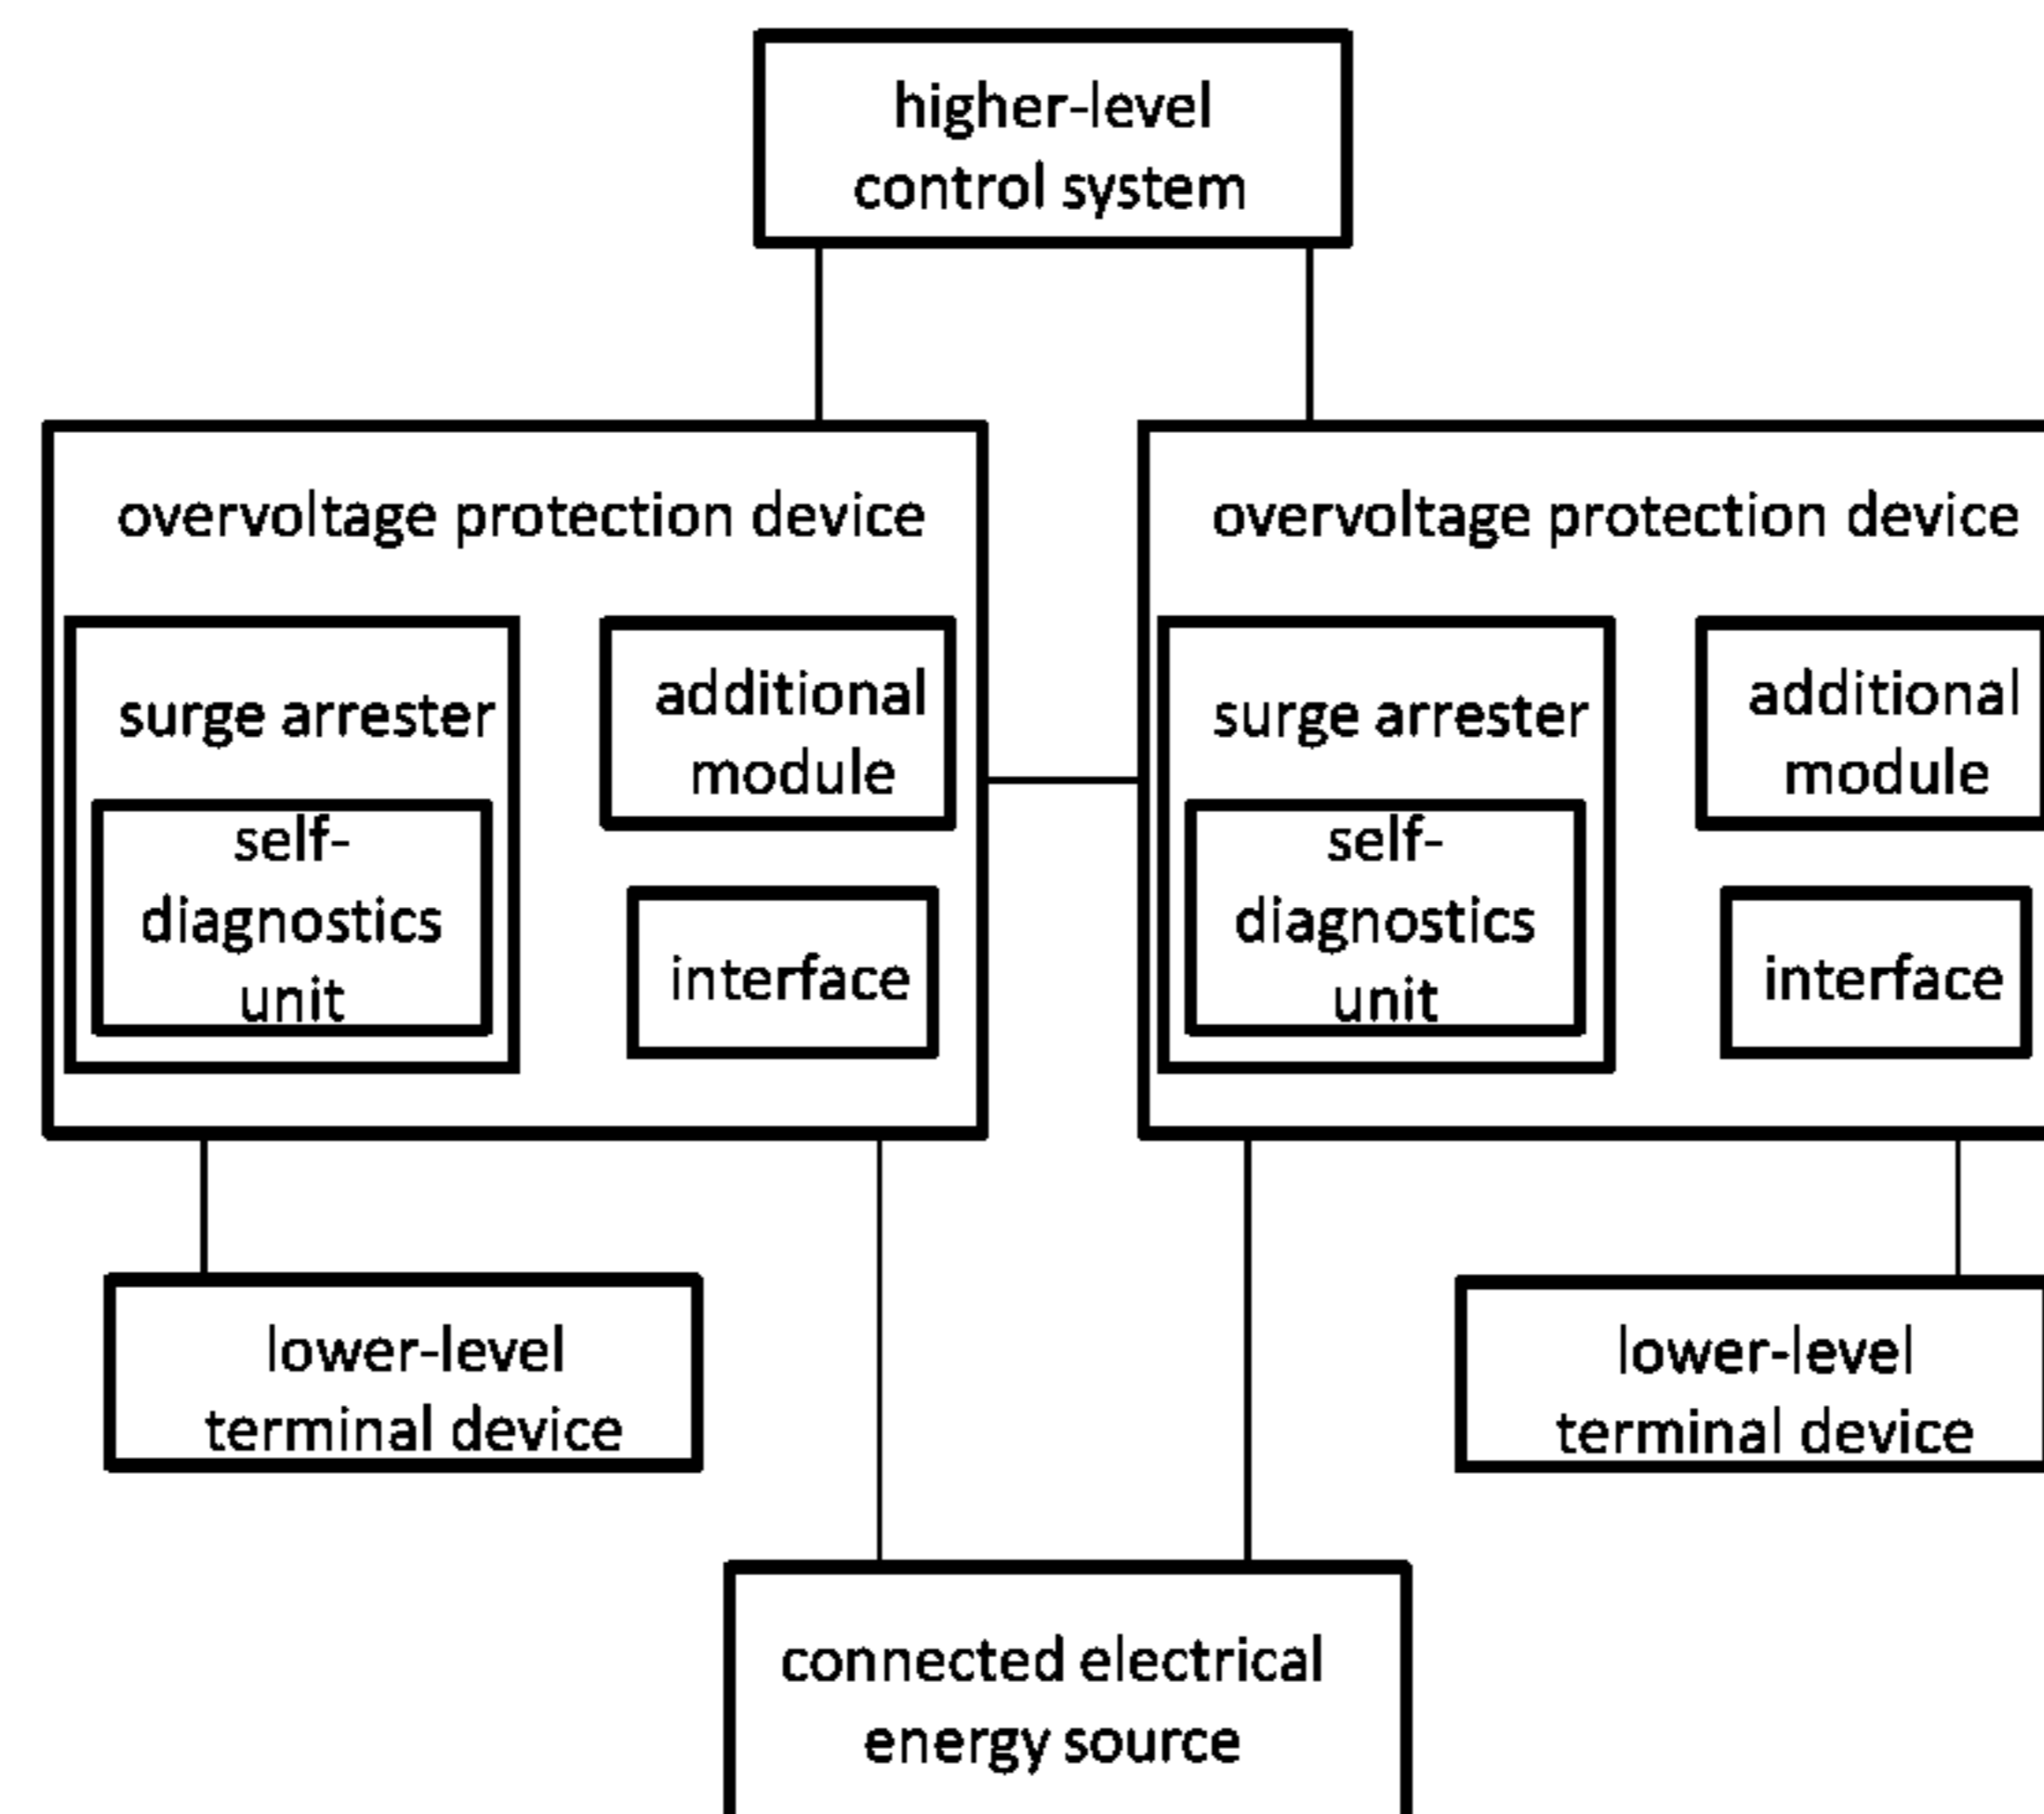 higher-level
control system
overvoltage protection device
surge arrester
additional
module
self-
diagnostics
unit
interface
overvoltage protection device
surge arrester
additional
module
self-
diagnostics
unit
interface
lower-level
terminal device
lower-level
terminal device
connected electrical
energy source